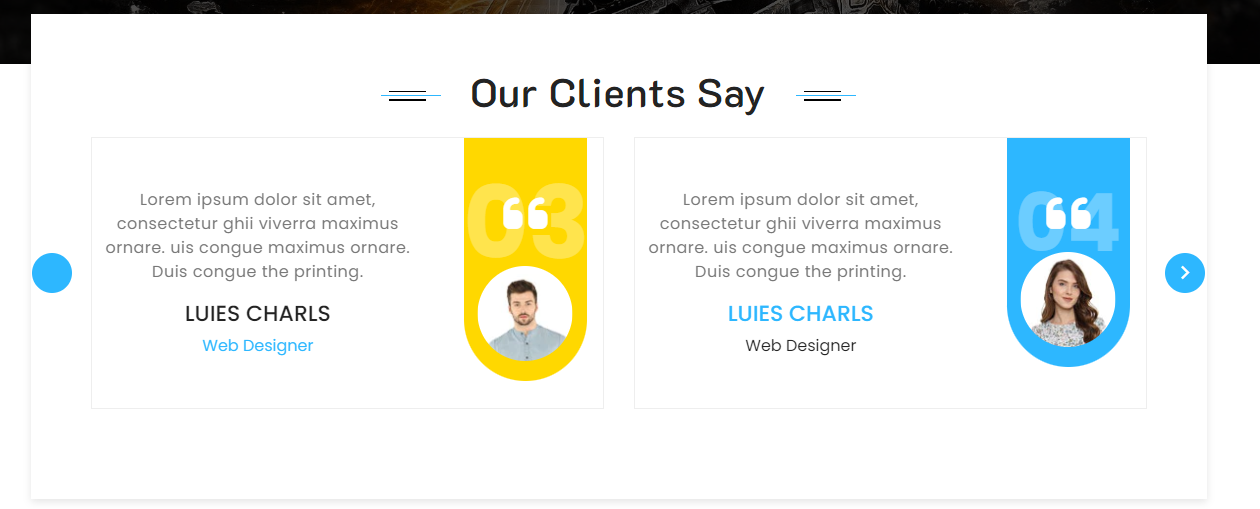 Our Clients Say
Lorem ipsum dolor sit amet,
consectetur ghii viverra maximus
ornare. uis congue maximus ornare.
Duis congue the printing.
LUIES CHARLS
Web Designer
03
“
Lorem ipsum dolor sit amet,
consectetur ghii viverra maximus
ornare. uis congue maximus ornare.
Duis congue the printing.
LUIES CHARLS
Web Designer
04
“